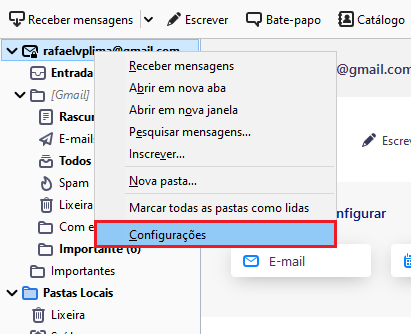 Receber mensagens Escrever Bate-papo Catálogo
rafaelvplima@gmail.com
@gmail.com
Entrada
[Gmail]
Rascun
E-mails
Todos
Spam
Lixeira
Com e
Importante (6)
Importantes
Pastas Locais
Lixeira
Receber mensagens
Abrir em nova aba
Abrir em nova janela
Pesquisar mensagens...
Inscrever...
Nova pasta...
Marcar todas as pastas como lidas
Configurações
Escrev
nfigurar
E-mail